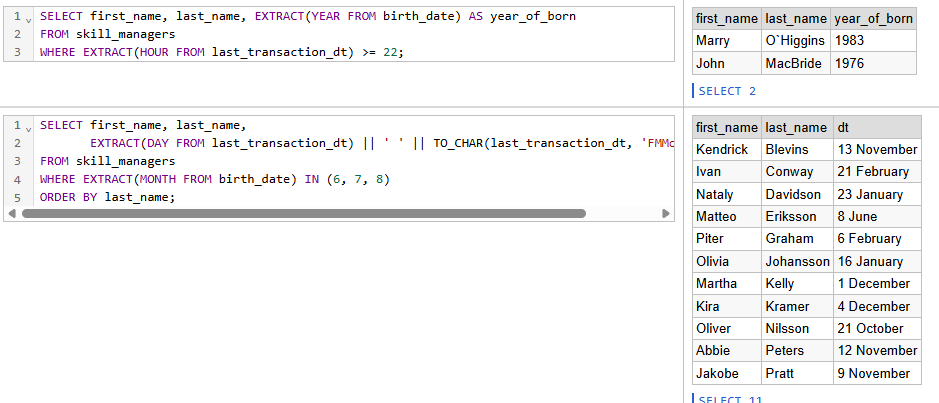 1 SELECT first_name, last_name, EXTRACT(YEAR FROM birth_date) AS year_of_born
2 FROM skill_managers
3 WHERE EXTRACT(HOUR FROM last_transaction_dt) >= 22;
first_name last_name year_of_born
Marry O`Higgins 1983
John MacBride 1976
SELECT 2
1 SELECT first_name, last_name,
2 EXTRACT(DAY FROM last_transaction_dt) || ' ' || TO_CHAR(last_transaction_dt, 'FMMo
3 FROM skill_managers
4 WHERE EXTRACT(MONTH FROM birth_date) IN (6, 7, 8)
5 ORDER BY last_name;
first_name last_name dt
Kendrick Blevins 13 November
Ivan Conway 21 February
Nataly Davidson 23 January
Matteo Eriksson 8 June
Piter Graham 6 February
Olivia Johansson 16 January
Martha Kelly 1 December
Kira Kramer 4 December
Oliver Nilsson 21 October
Abbie Peters 12 November
Jakobe Pratt 9 November
SELECT 11